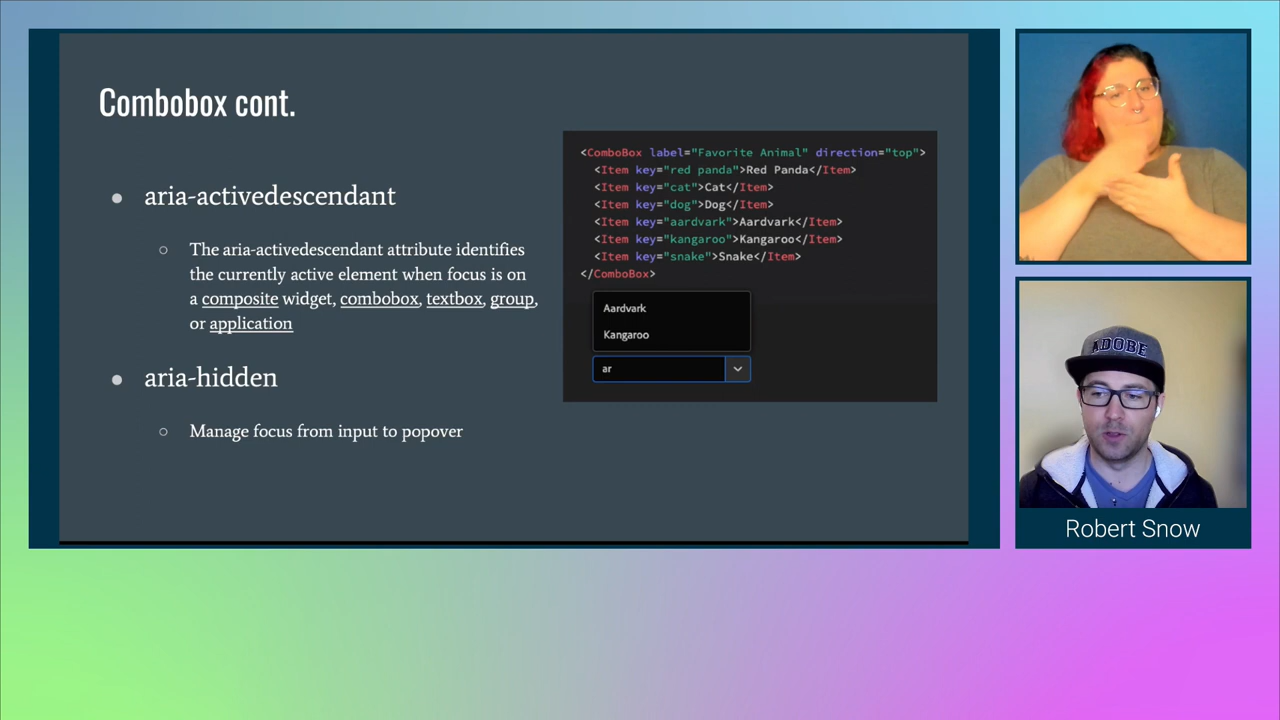 Combobox cont.
aria-activedescendant
The aria-activedescendant attribute identifies
the currently active element when focus is on
a composite widget, combobox, textbox, group,
or application
aria-hidden
Manage focus from input to popover
<ComboBox label="Favorite Animal" direction="top">
<Item key="red panda">Red Panda</Item>
<Item key="cat">Cat</Item>
<Item key="dog">Dog</Item>
<Item key="aardvark">Aardvark</Item>
<Item key="kangaroo">Kangaroo</Item>
<Item key="snake">Snake</Item>
</ComboBox>
Aardvark
Kangaroo
ar
ADOBE
Robert Snow